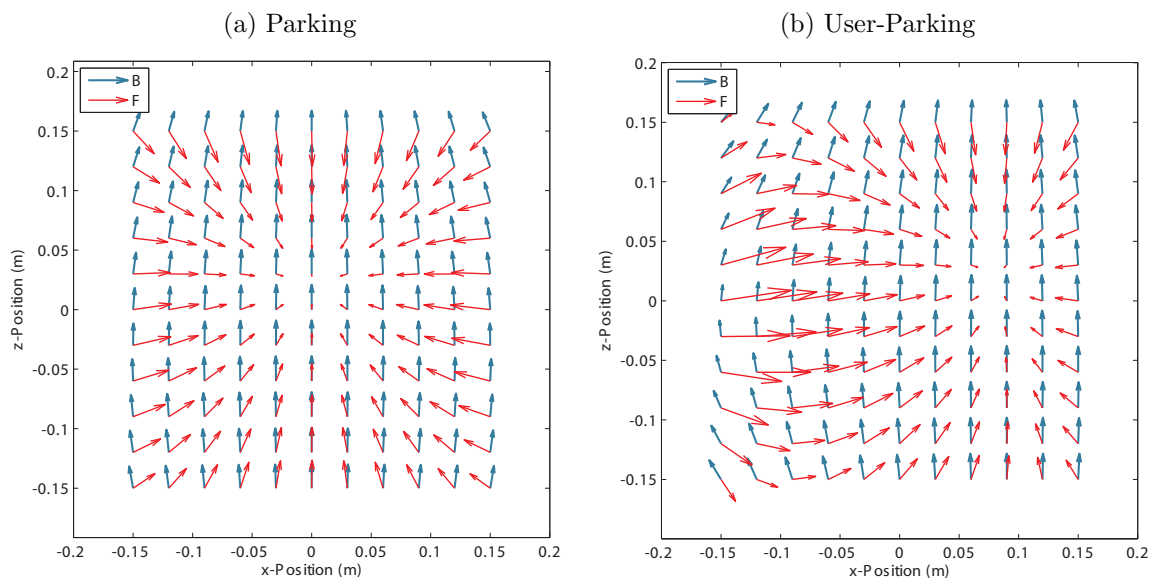 (a) Parking
B
F
0.2
0.15
0.1
0.05
0
-0.05
-0.1
-0.15
z-Position (m)
-0.2 -0.15 -0.1 -0.05 0 0.05 0.1 0.15 0.2
x-Position (m)
(b) User-Parking
B
F
0.2
0.15
0.1
0.05
0
-0.05
-0.1
-0.15
z-Position (m)
-0.2 -0.15 -0.1 -0.05 0 0.05 0.1 0.15 0.2
x-Position (m)